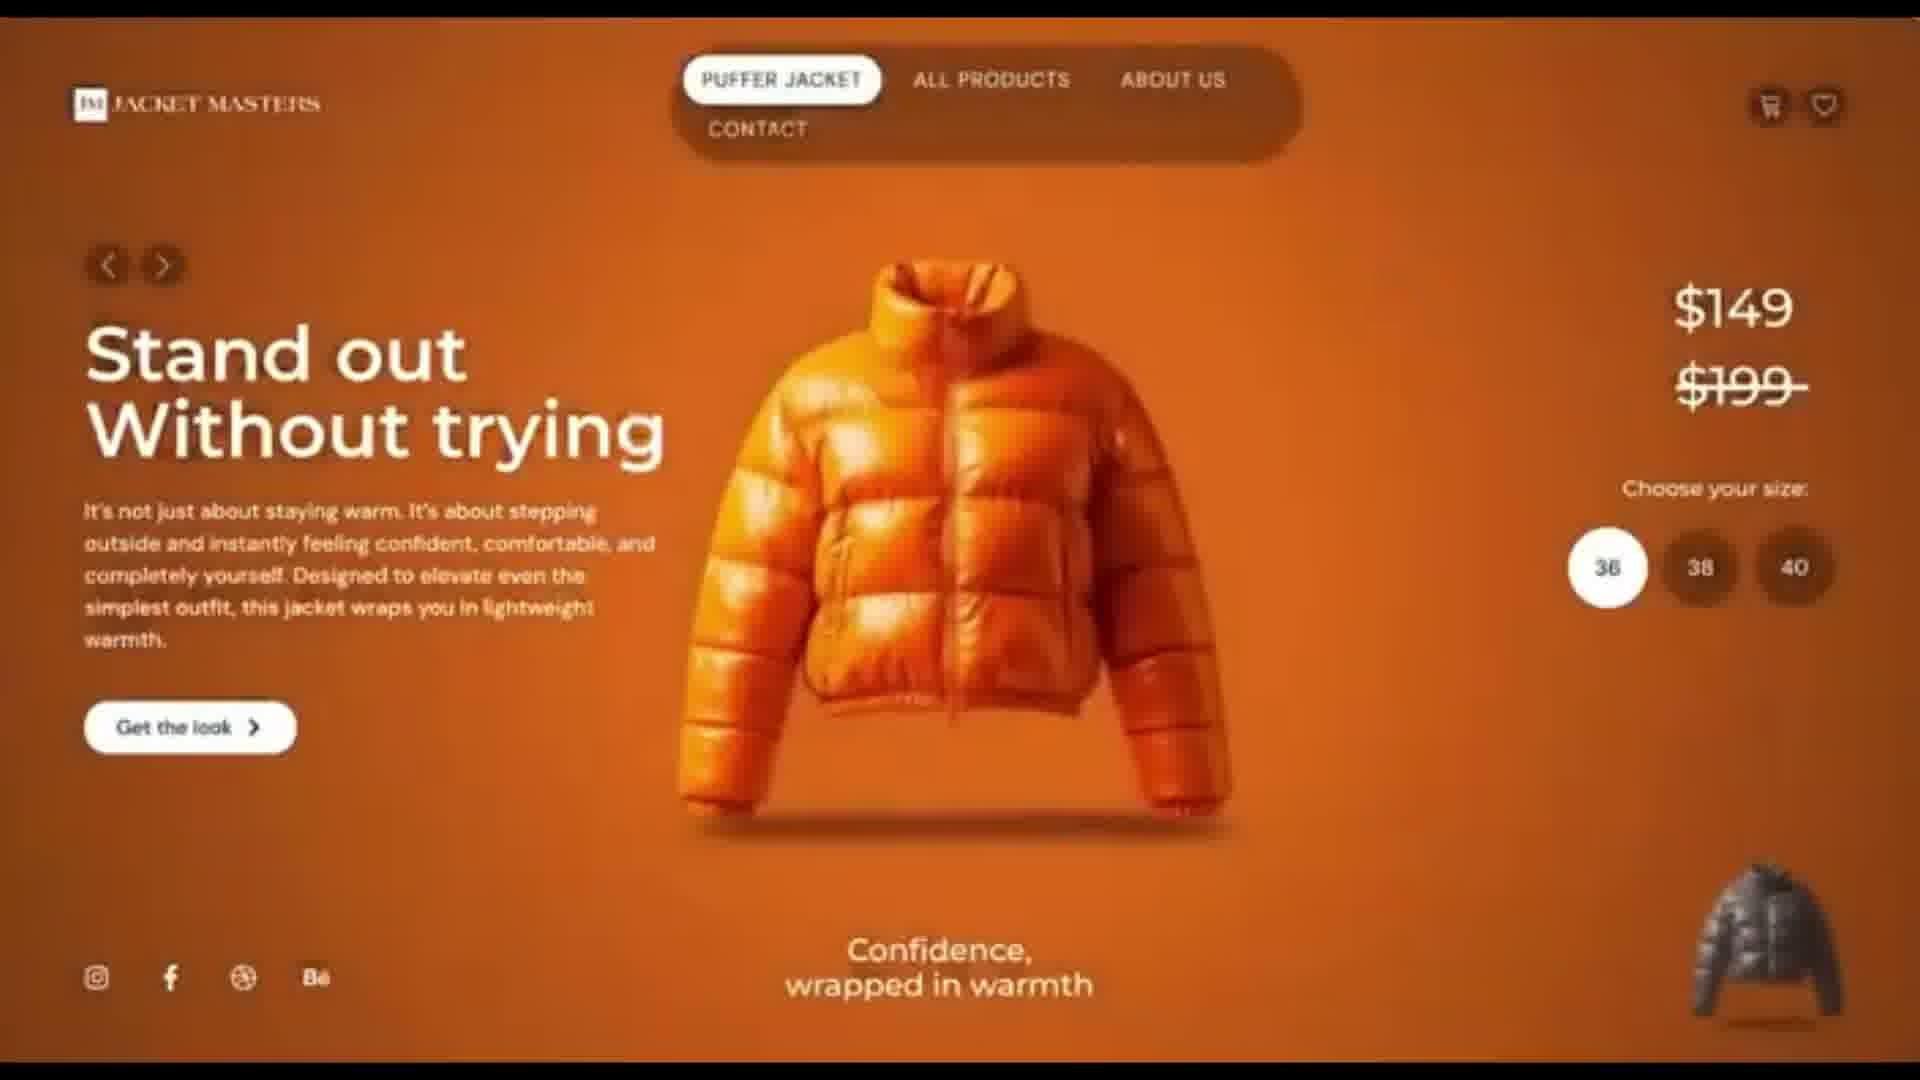 JM JACKET MASTERS
PUFFER JACKET ALL PRODUCTS ABOUT US
CONTACT
Stand out
Without trying
It's not just about staying warm. It's about stepping
outside and instantly feeling confident, comfortable, and
completely yourself. Designed to elevate even the
simplest outfit, this jacket wraps you in lightweight
warmth.
Get the look
$149
$199
Choose your size:
36 38 40
Confidence,
wrapped in warmth
Bē